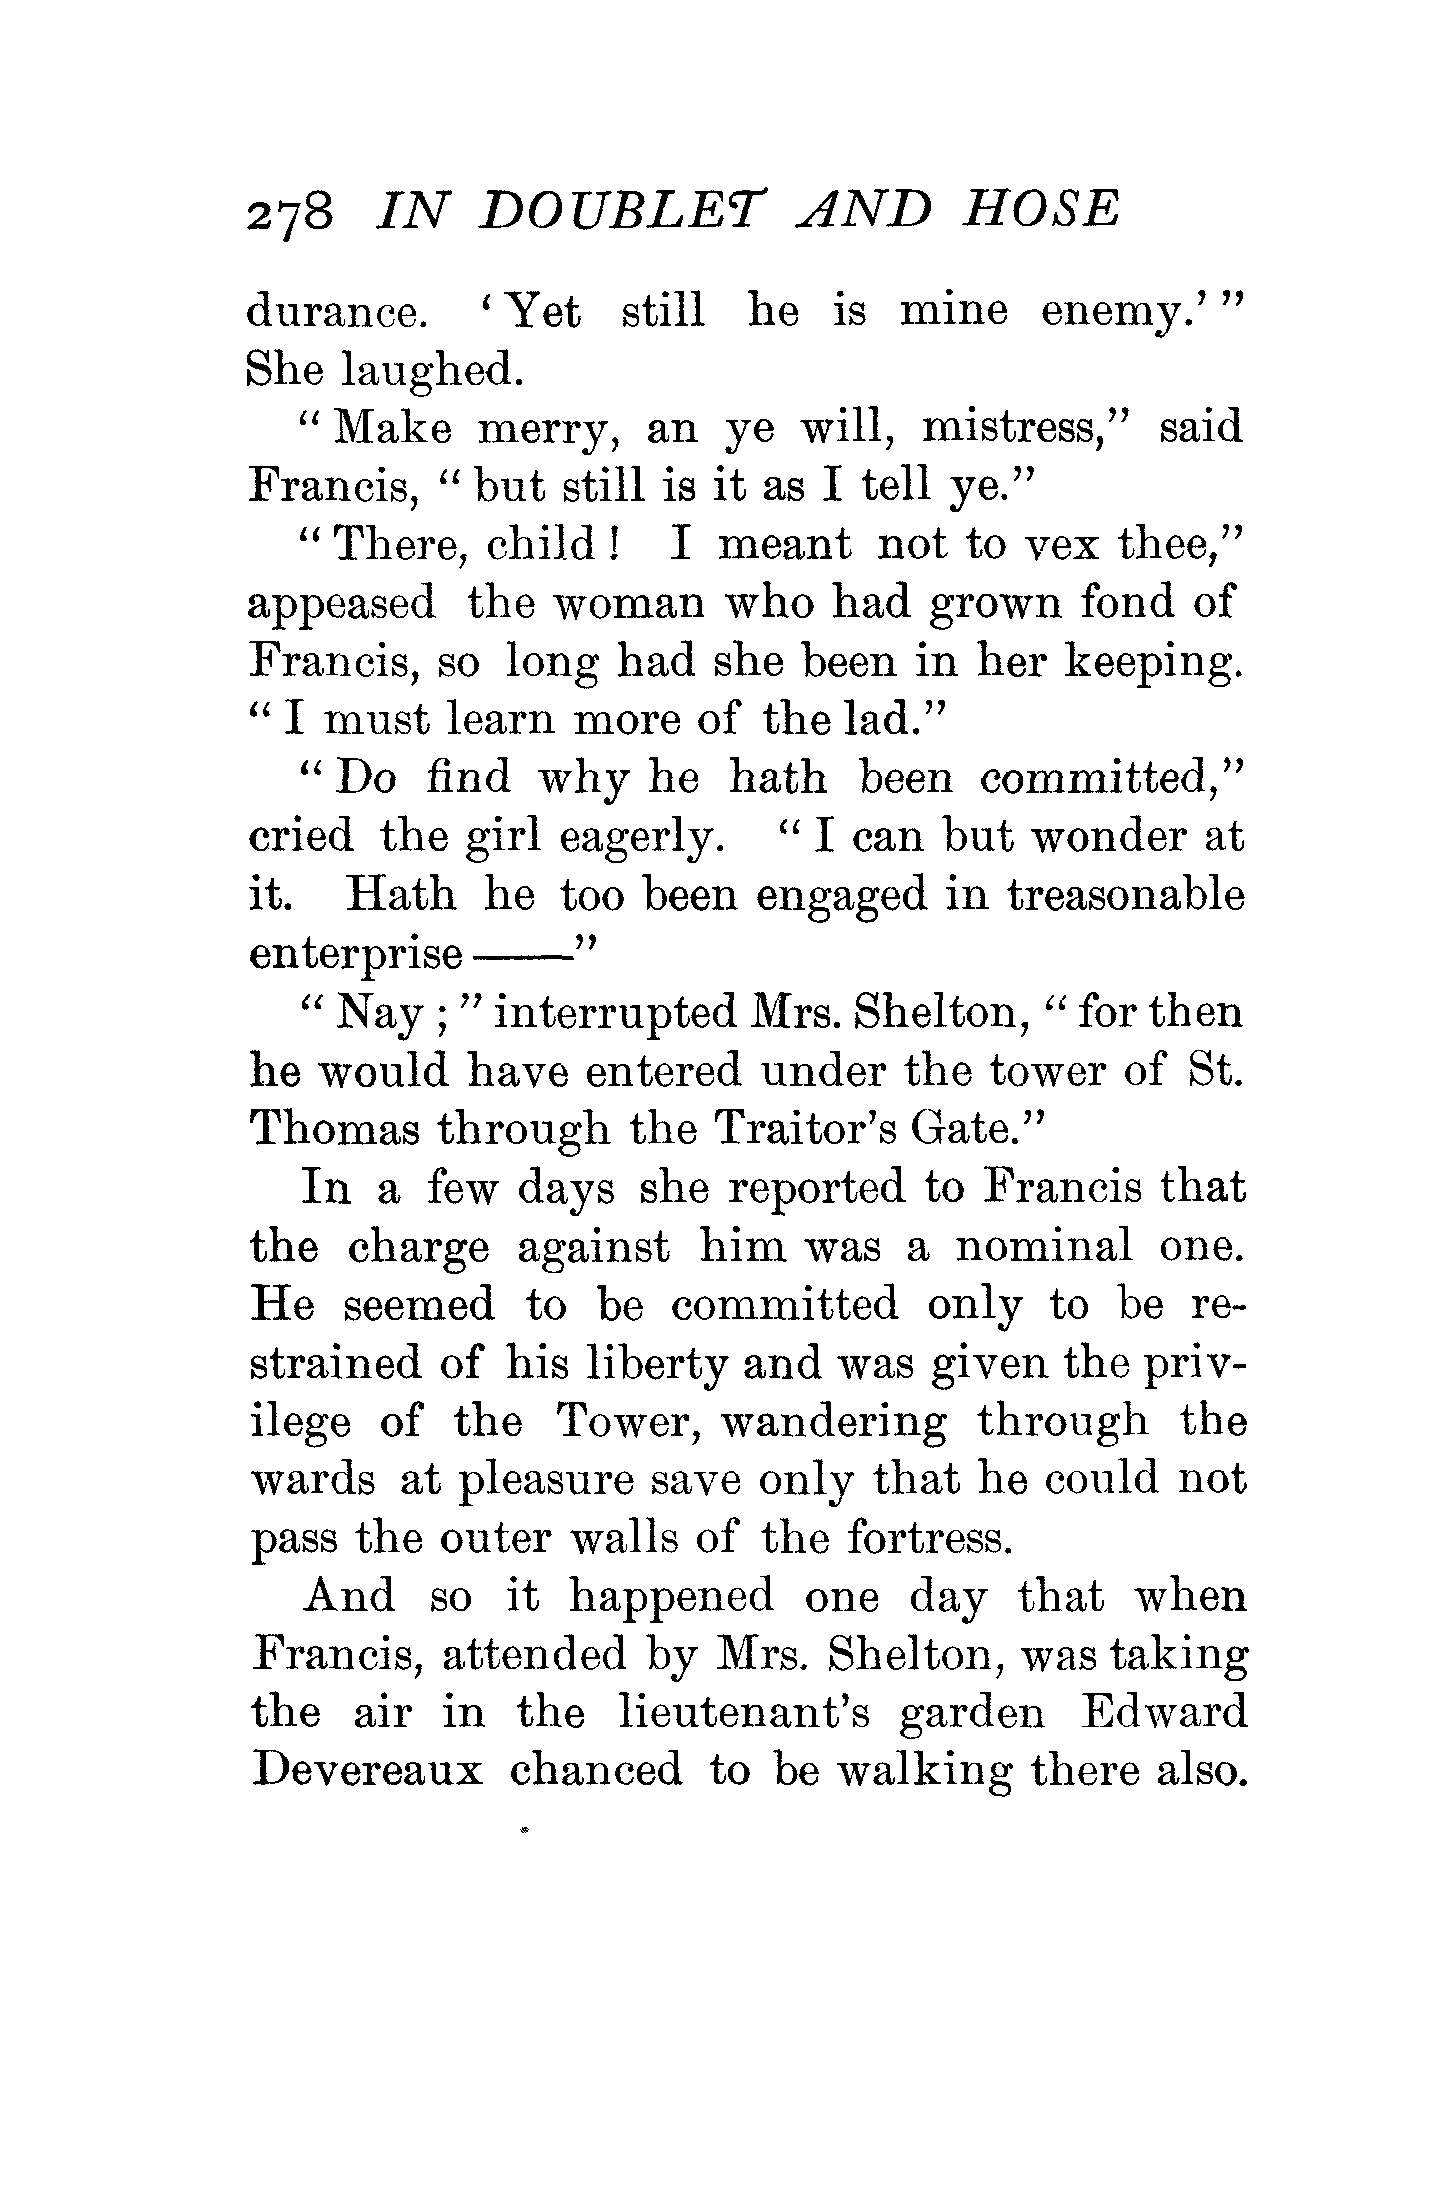 278 IN DOUBLET AND HOSE
durance. ‘Yet still he is mine enemy.’”
She laughed.
“Make merry, an ye will, mistress,” said
Francis, “but still is it as I tell ye.”
“There, child! I meant not to vex thee,”
appeased the woman who had grown fond of
Francis, so long had she been in her keeping.
“I must learn more of the lad.”
“Do find why he hath been committed,”
cried the girl eagerly. “I can but wonder at
it. Hath he too been engaged in treasonable
enterprise——”
“Nay;” interrupted Mrs. Shelton, “for then
he would have entered under the tower of St.
Thomas through the Traitor’s Gate.”
In a few days she reported to Francis that
the charge against him was a nominal one.
He seemed to be committed only to be re-
strained of his liberty and was given the priv-
ilege of the Tower, wandering through the
wards at pleasure save only that he could not
pass the outer walls of the fortress.
And so it happened one day that when
Francis, attended by Mrs. Shelton, was taking
the air in the lieutenant’s garden Edward
Devereaux chanced to be walking there also.